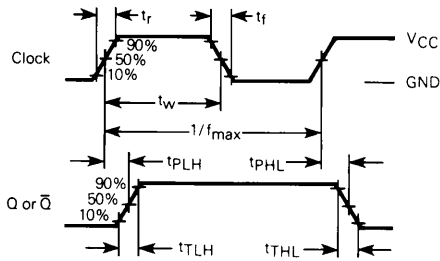 tr tf
90%
50%
10%
Clock
VCC
GND
tw
1/fmax
tPLH tPHL
90%
50%
10%
Q or Q̅
tTLH tTHL